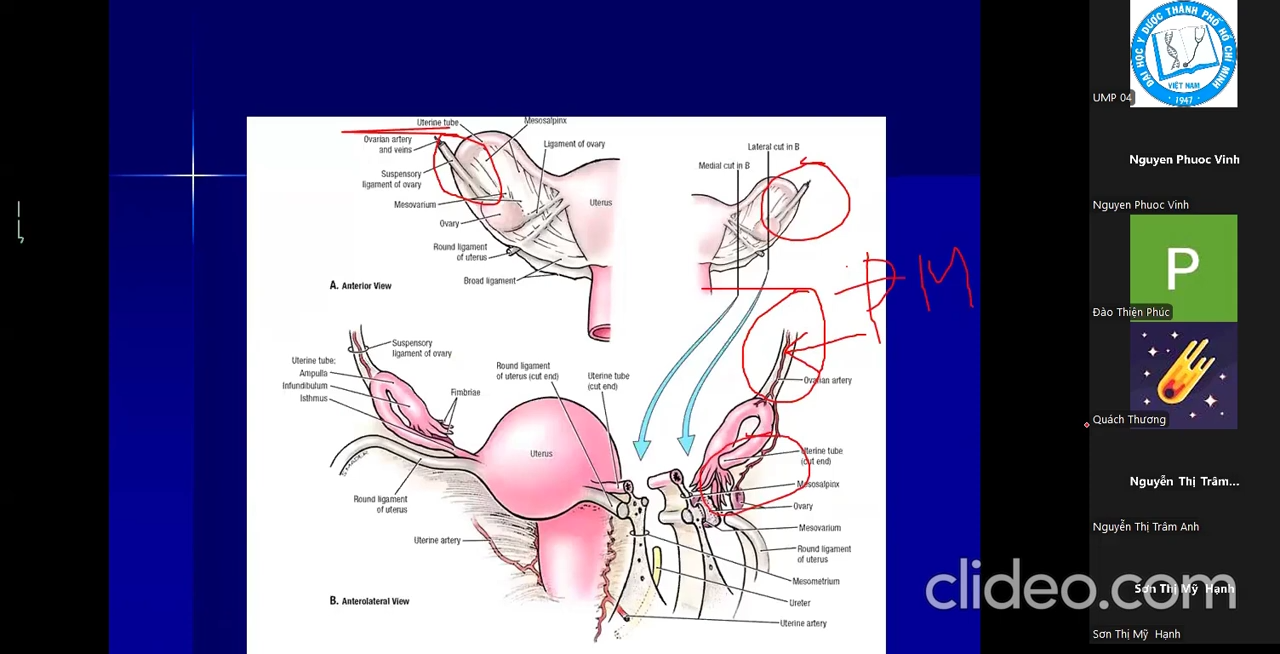 Uterine tube
Mesosalpinx
Ovarian artery
and veins
Ligament of ovary
Suspensory
ligament of ovary
Mesovarium
Ovary
Uterus
Round ligament
of uterus
Broad ligament
A. Anterior View
Lateral cut in B
Medial cut in B
PM
Suspensory
ligament of ovary
Uterine tube:
Ampulla
Infundibulum
Isthmus
Fimbriae
Round ligament
of uterus (cut end)
Uterine tube
(cut end)
Ovarian artery
Uterus
Uterine tube
(cut end)
Mesosalpinx
Ovary
Mesovarium
Round ligament
of uterus
Round ligament
of uterus
Uterine artery
Mesometrium
Ureter
Uterine artery
B. Anterolateral View
ĐẠI HỌC Y DƯỢC THÀNH PHỐ HỒ CHÍ MINH
VIỆT NAM
1947
UMP 04
Nguyen Phuoc Vinh
Nguyen Phuoc Vinh
P
Đào Thiện Phúc
Quách Thương
Nguyễn Thị Trâm...
Nguyễn Thị Trâm Anh
Sơn Thị Mỹ Hạnh
Sơn Thị Mỹ Hạnh
clideo.com